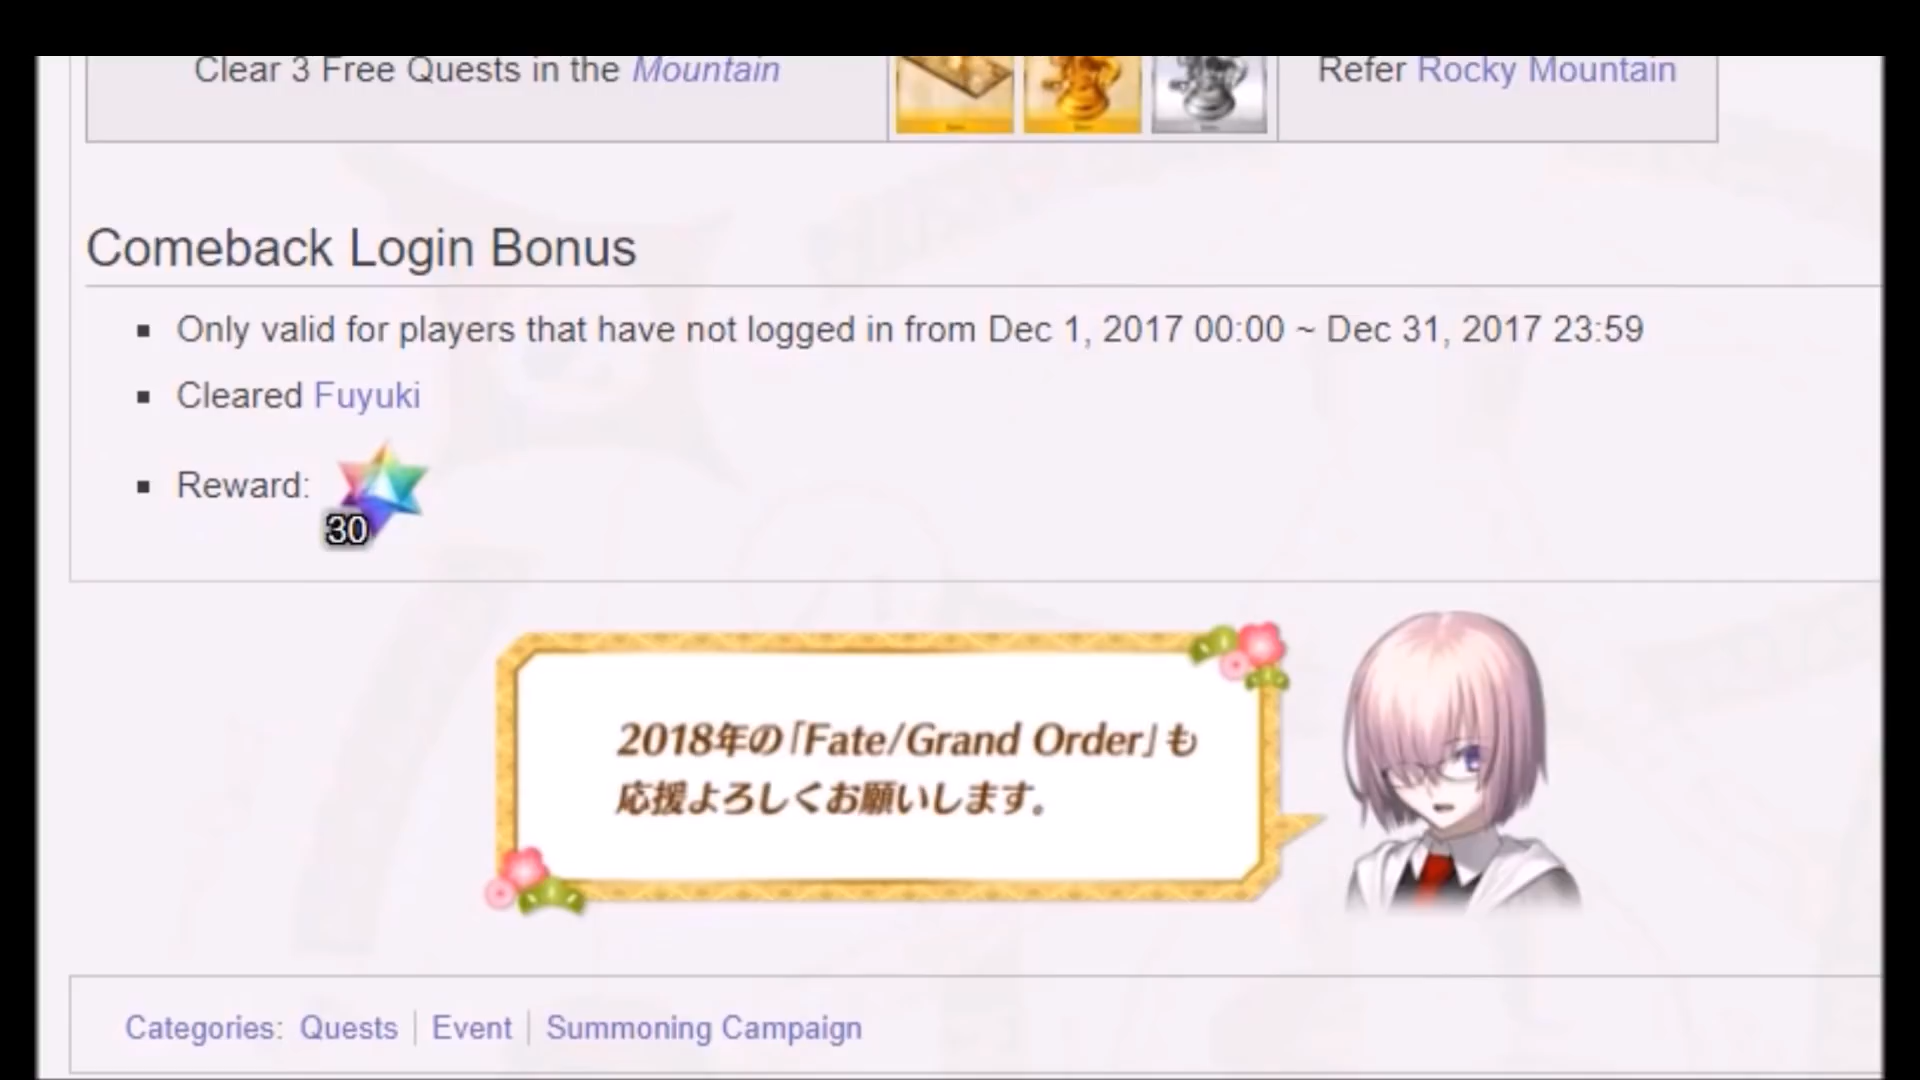 Clear 3 Free Quests in the Mountain
Refer Rocky Mountain
Comeback Login Bonus
Only valid for players that have not logged in from Dec 1, 2017 00:00 ~ Dec 31, 2017 23:59
Cleared Fuyuki
Reward:
30
2018年の「Fate/Grand Order」も
応援よろしくお願いします。
Categories: Quests Event Summoning Campaign